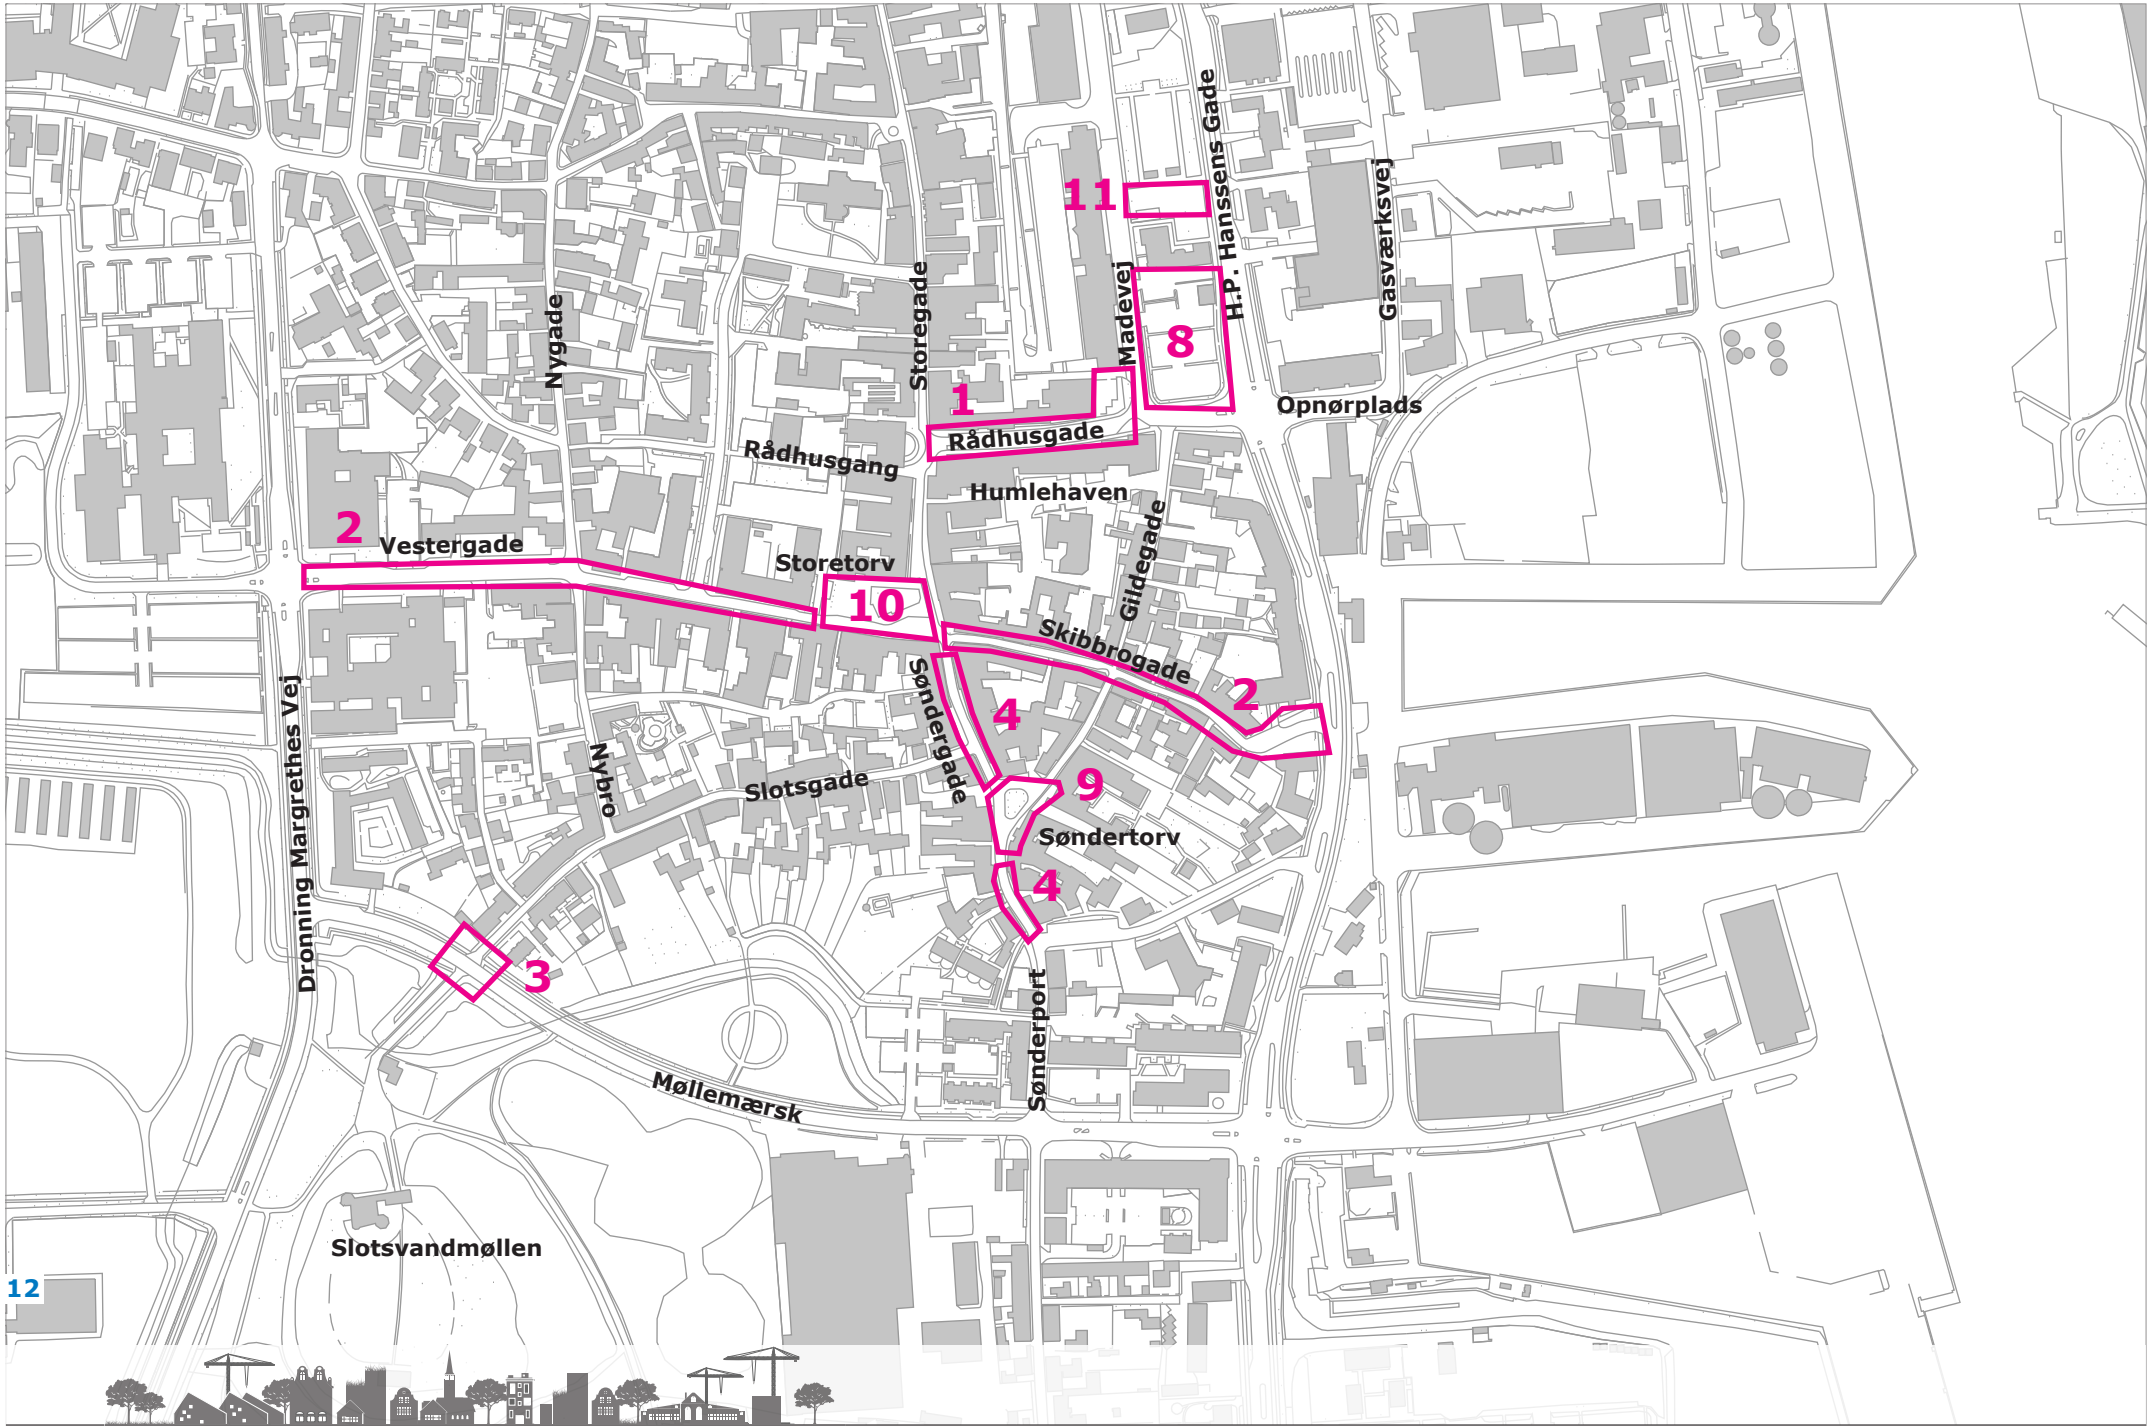 H.P. Hanssens Gade
11
Gasværksvej
Storegade
Madevej
Nygade
8
1
Opnørplads
Rådhusgade
Rådhusgang
Humlehaven
2
Vestergade
Gildegade
Storetorv
10
Skibbrogade
2
Søndergade
4
Dronning Margrethes Vej
Nybro
Slotsgade
9
Søndertorv
4
3
Sønderport
Møllemærsk
Slotsvandmøllen
12